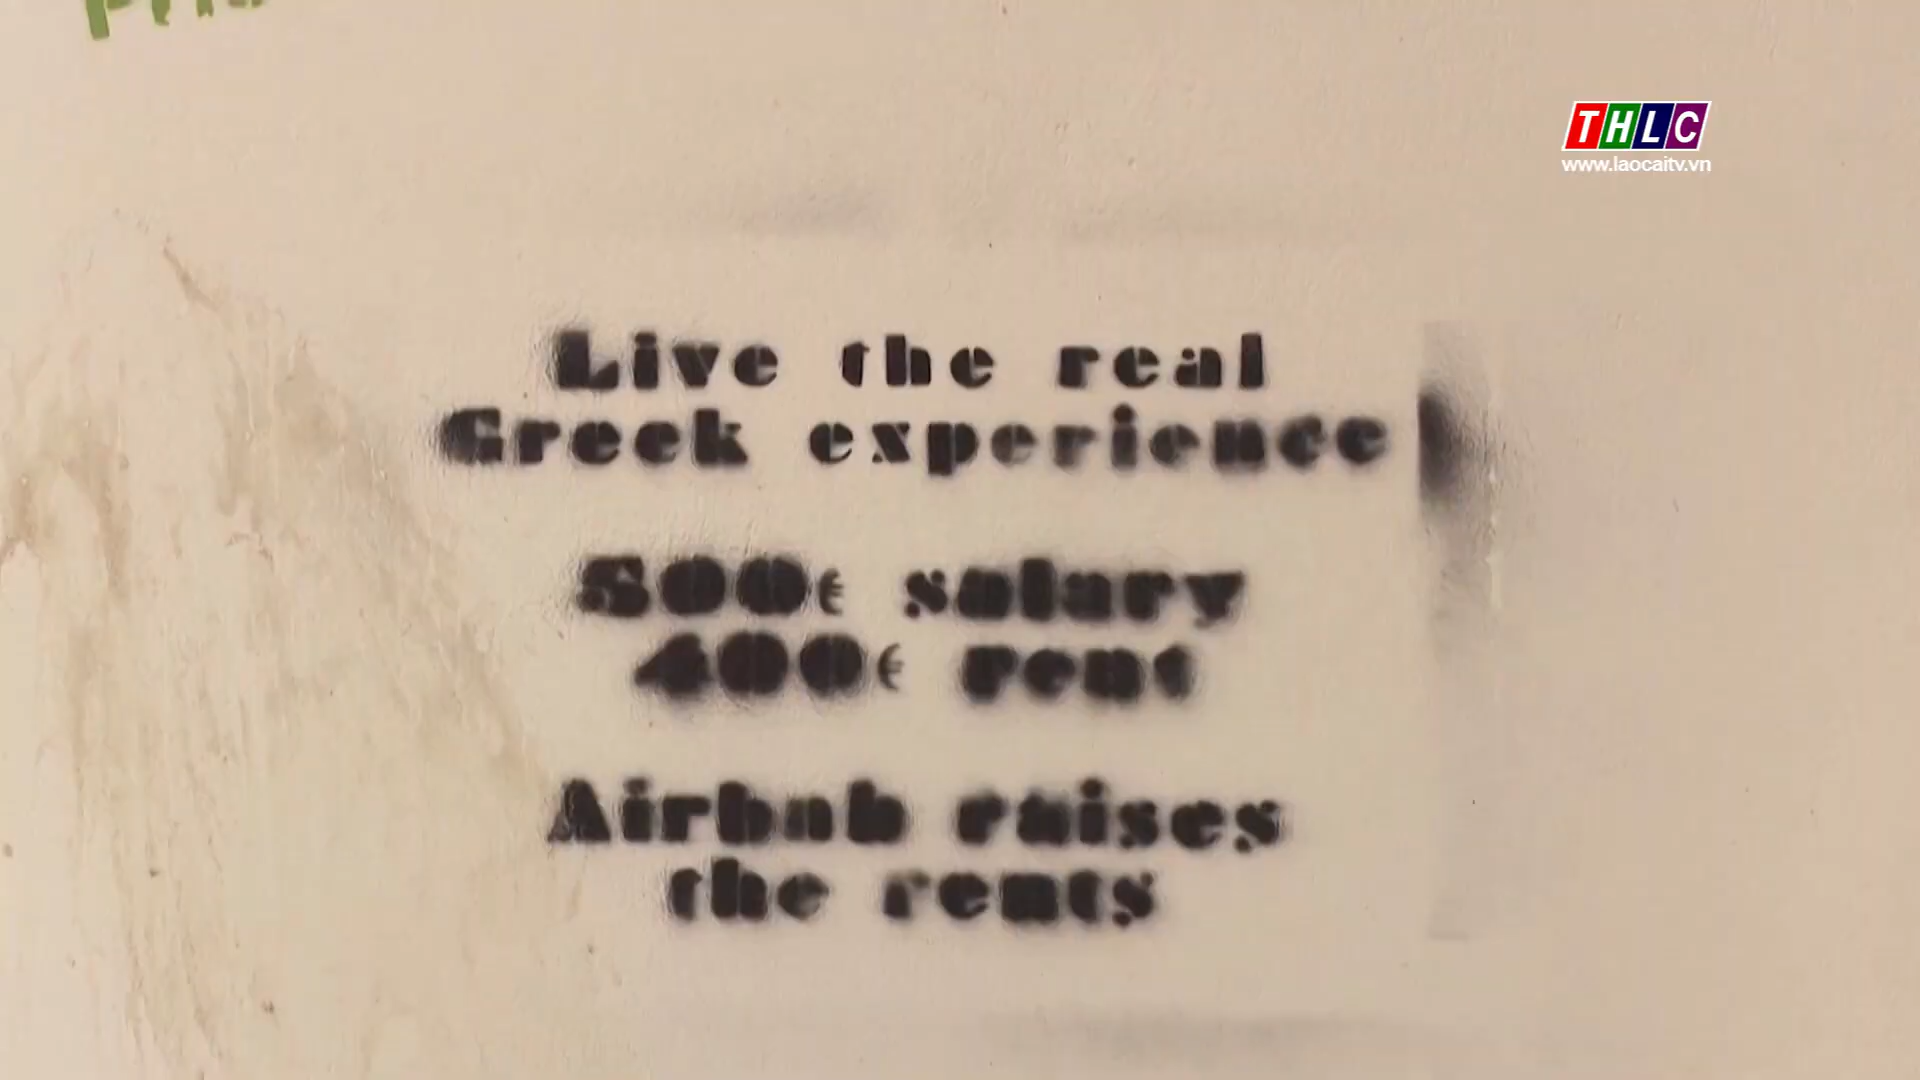 THLC
www.laocaitv.vn
Live the real
Greek experience
500€ salary
400€ rent
Airbnb raises
the rents